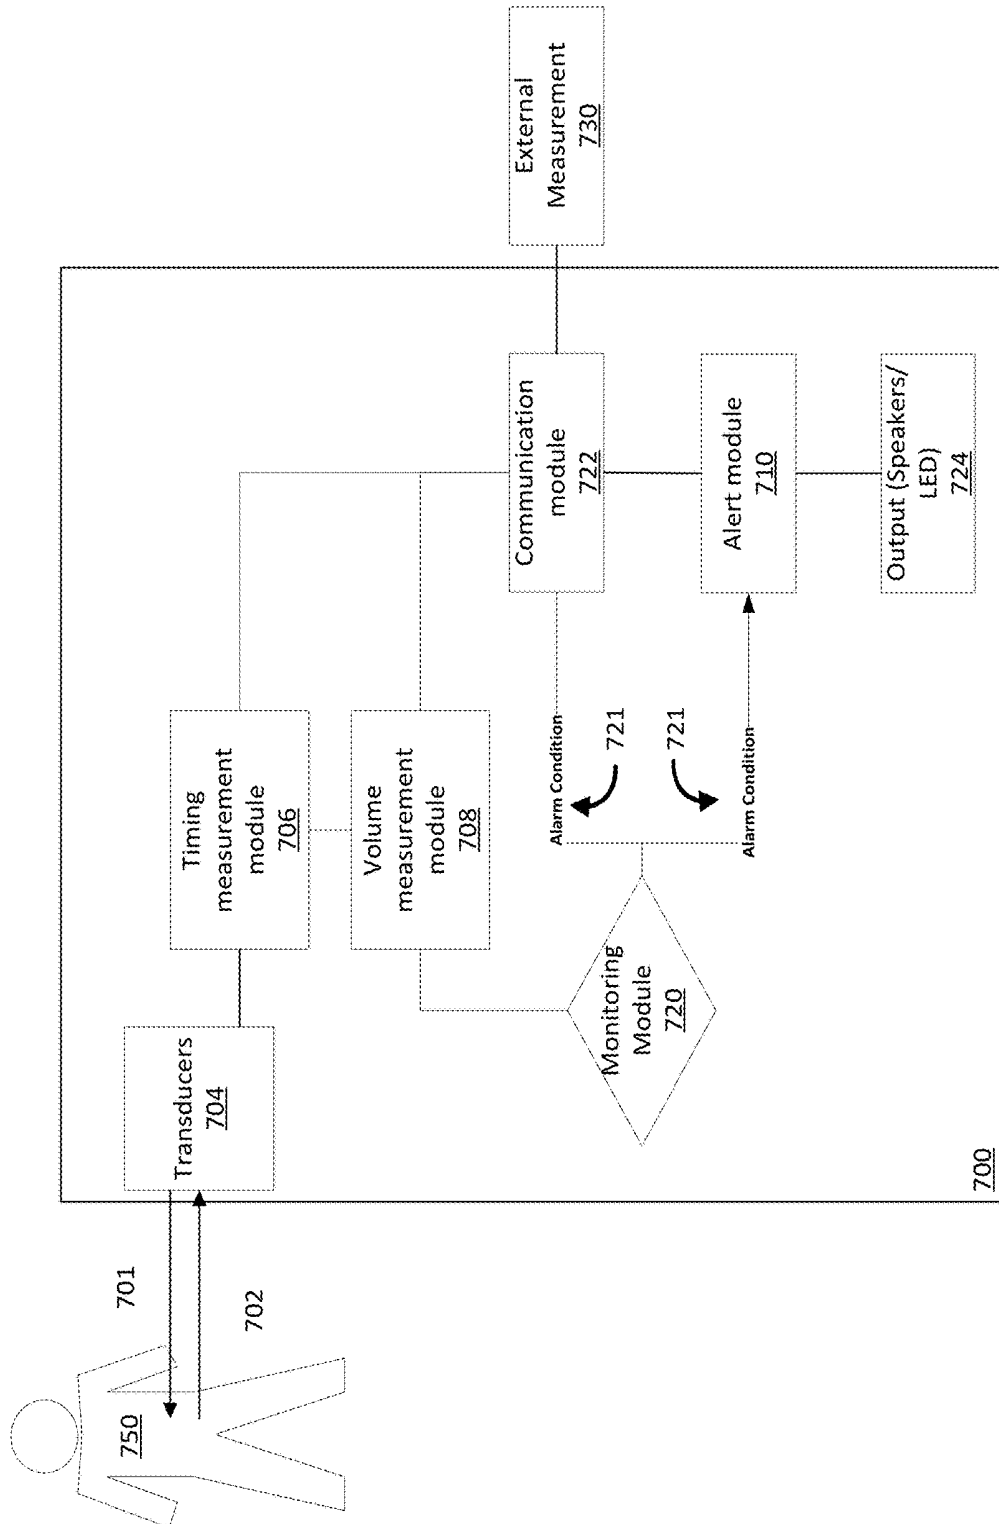 750
701
702
Transducers
704
Timing
measurement
module
706
Volume
measurement
module
708
Monitoring
Module
720
Alarm Condition
721
721
Alarm Condition
Communication
module
722
Alert module
710
Output (Speakers/
LED)
724
External
Measurement
730
700